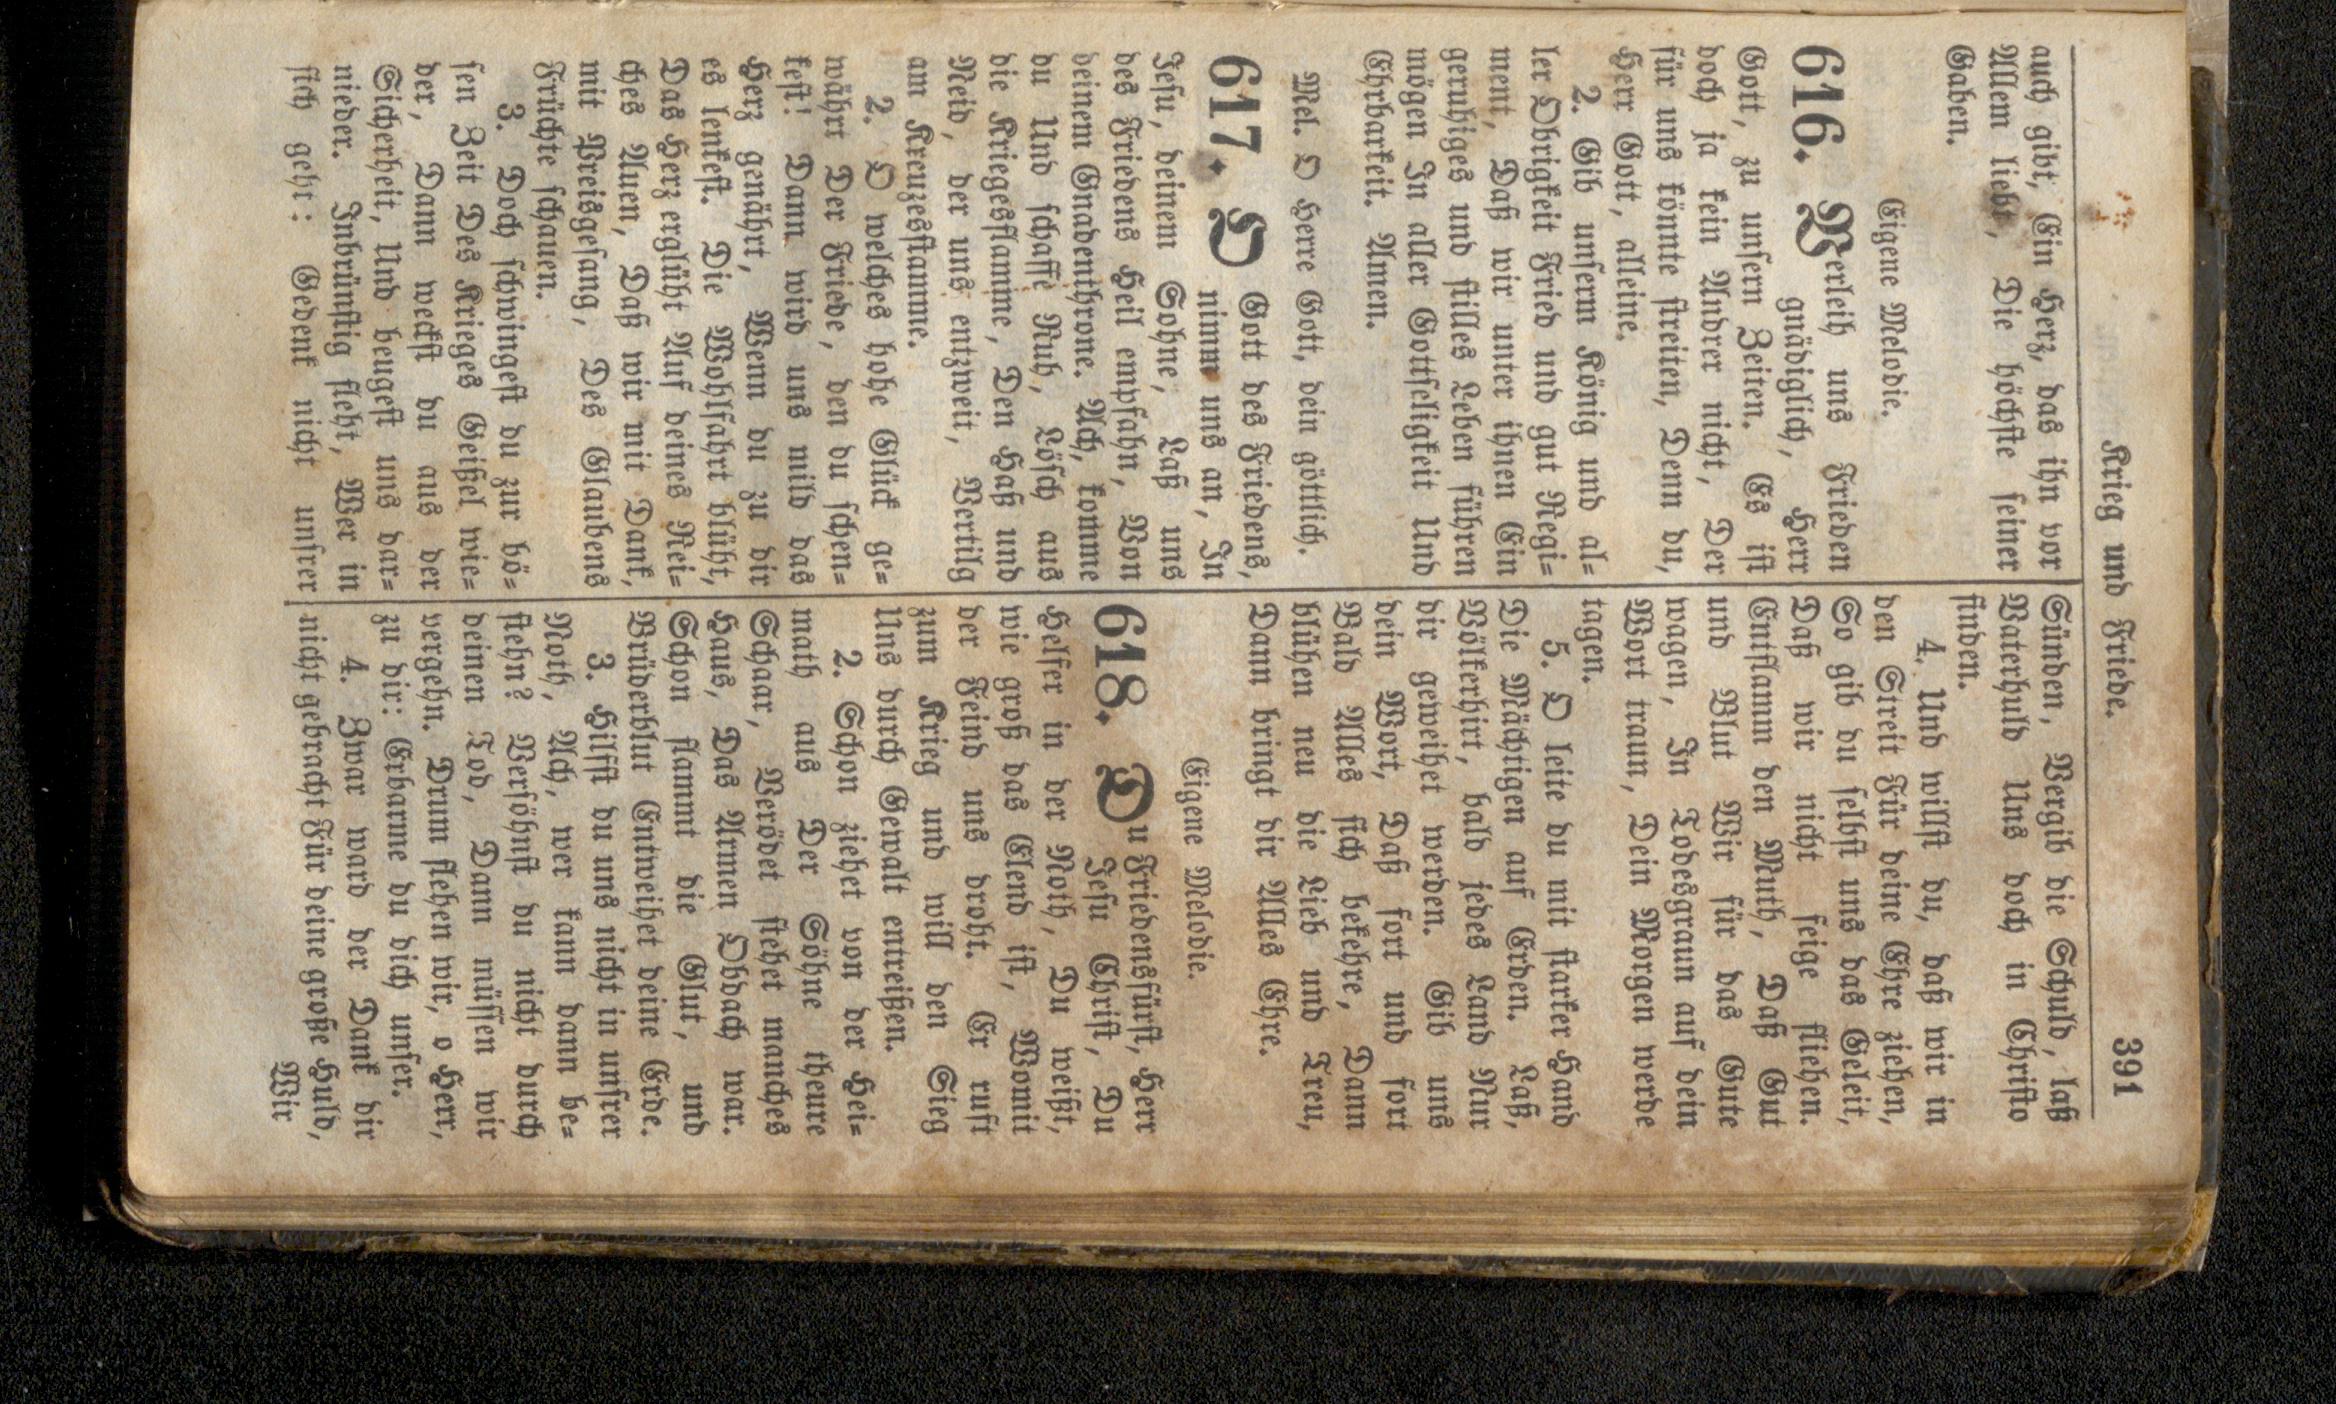 Krieg und Friede. 391
auch gibt, Ein Herz, das ihn vor
Allem liebt, Die höchste seiner
Gaben.
Eigene Melodie.
616. Verleih uns Frieden
gnädiglich, Herr
Gott, zu unsern Zeiten. Es ist
doch ja kein Andrer nicht, Der
für uns könnte streiten, Denn du,
Herr Gott, alleine.
2. Gib unserm König und al=
ler Obrigkeit Fried und gut Regi=
ment, Daß wir unter ihnen Ein
geruhiges und stilles Leben führen
mögen In aller Gottseligkeit Und
Ehrbarkeit. Amen.
Mel. O Herre Gott, dein göttlich.
617. O Gott des Friedens,
nimm uns an, In
Jesu, deinem Sohne, Laß uns
des Friedens Heil empfahn, Von
deinem Gnadenthrone. Ach, komme
du Und schaffe Ruh, Lösch aus
die Kriegesflamme, Den Haß und
Neid, der uns entzweit, Vertilg
am Kreuzesstamme.
2. O welches hohe Glück ge=
währt Der Friede, den du schen=
kest! Dann wird uns mild das
Herz genährt, Wenn du zu dir
es lenkest. Die Wohlfahrt blüht,
Das Herz erglüht Auf deines Rei=
ches Auen, Daß wir mit Dank,
mit Preisgesang, Des Glaubens
Früchte schauen.
3. Doch schwingest du zur bö=
sen Zeit Des Krieges Geißel wie=
der, Dann weckst du aus der
Sicherheit, Und beugest uns dar=
nieder. Inbrünstig fleht, Wer in
sich geht: Gedenk nicht unsrer
Sünden, Vergib die Schuld, laß
Vaterhuld Uns doch in Christo
finden.
4. Und willst du, daß wir in
den Streit Für deine Ehre ziehen,
So gib du selbst uns das Geleit,
Daß wir nicht feige fliehen.
Entflamm den Muth, Daß Gut
und Blut Wir für das Gute
wagen, In Todesgraun auf dein
Wort traun, Dein Morgen werde
tagen.
5. O leite du mit starker Hand
Die Mächtigen auf Erden. Laß,
Völkerhirt, bald jedes Land Nur
dir geweihet werden. Gib uns
dein Wort, Daß fort und fort
Bald Alles sich bekehre, Dann
blühen neu die Lieb und Treu,
Dann bringt dir Alles Ehre.
Eigene Melodie.
618. Du Friedensfürst, Herr
Jesu Christ, Du
Helfer in der Noth, Du weißt,
wie groß das Elend ist, Womit
der Feind uns droht. Er ruft
zum Krieg und will den Sieg
Uns durch Gewalt entreißen.
2. Schon ziehet von der Hei=
math aus Der Söhne theure
Schaar, Verödet stehet manches
Haus, Das Armen Obdach war.
Schon flammt die Glut, und
Brüderblut Entweihet deine Erde.
3. Hilfst du uns nicht in unsrer
Noth, Ach, wer kann dann be=
stehn? Versöhnst du nicht durch
deinen Tod, Dann müssen wir
vergehn. Drum flehen wir, o Herr,
zu dir: Erbarme du dich unser.
4. Zwar ward der Dank dir
nicht gebracht Für deine große Huld,
Wir